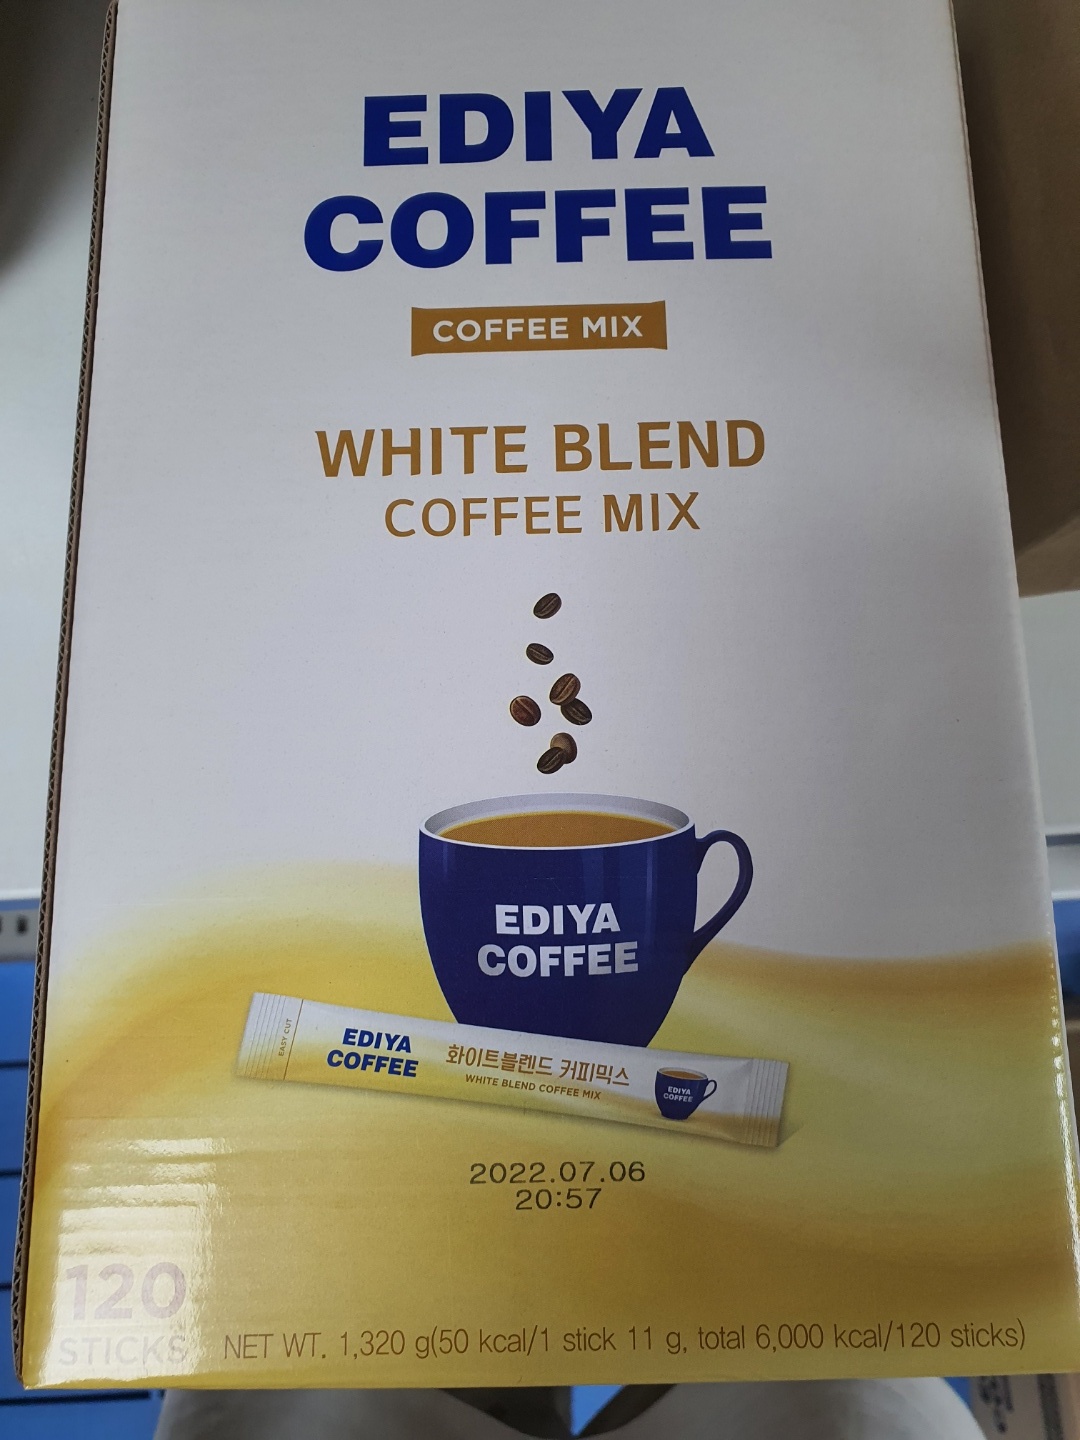 EDIYA
COFFEE
COFFEE MIX
WHITE BLEND
COFFEE MIX
EDIYA
COFFEE
EASY CUT
EDIYA
COFFEE
화이트블렌드 커피믹스
WHITE BLEND COFFEE MIX
EDIYA
COFFEE
2022.07.06
20:57
120
STICKS
NET WT. 1,320 g(50 kcal/1 stick 11 g, total 6,000 kcal/120 sticks)